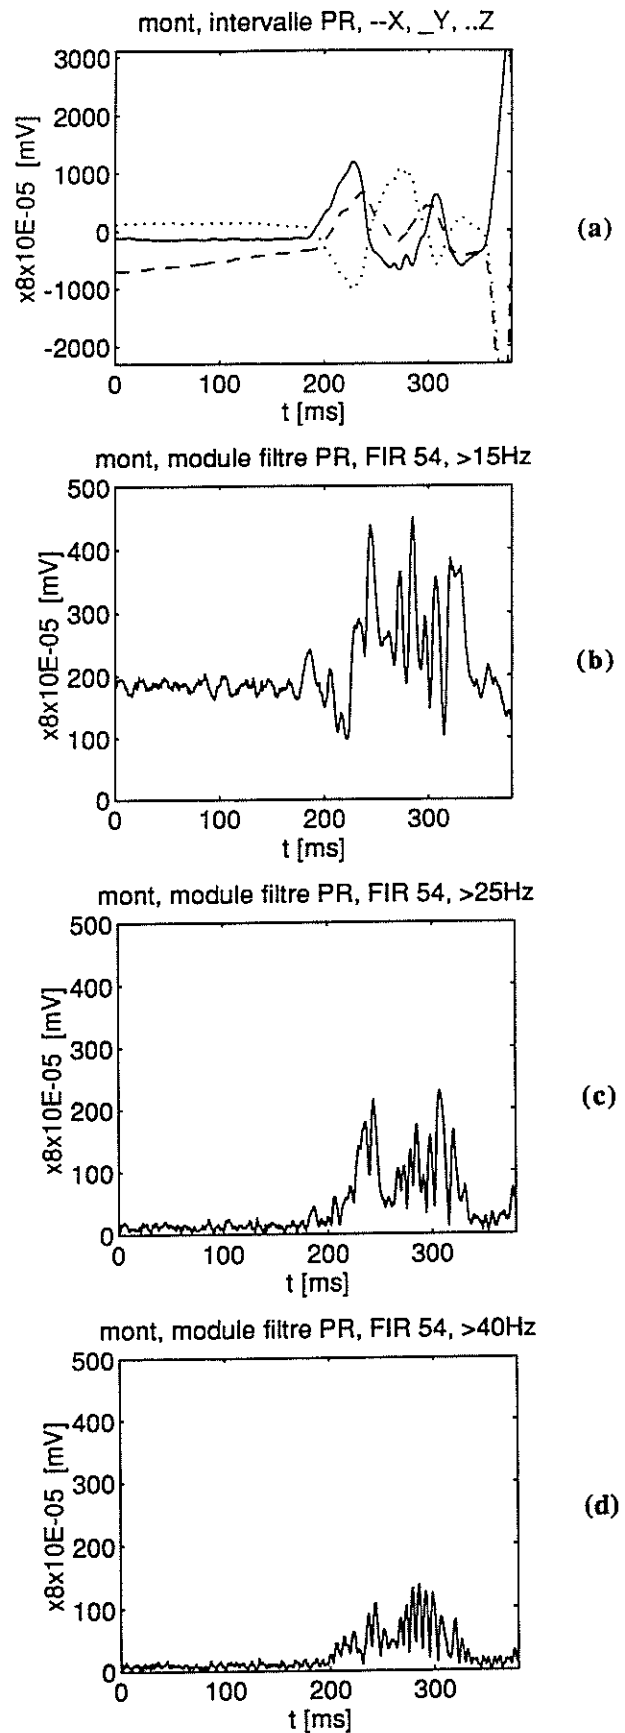 mont, intervalle PR, --X, _Y, ..Z
3000
2000
1000
0
-1000
-2000
x8x10E-05 [mV]
0 100 200 300
t [ms]
(a)
mont, module filtre PR, FIR 54, >15Hz
500
400
300
200
100
0
x8x10E-05 [mV]
0 100 200 300
t [ms]
(b)
mont, module filtre PR, FIR 54, >25Hz
500
400
300
200
100
0
x8x10E-05 [mV]
0 100 200 300
t [ms]
(c)
mont, module filtre PR, FIR 54, >40Hz
500
400
300
200
100
0
x8x10E-05 [mV]
0 100 200 300
t [ms]
(d)